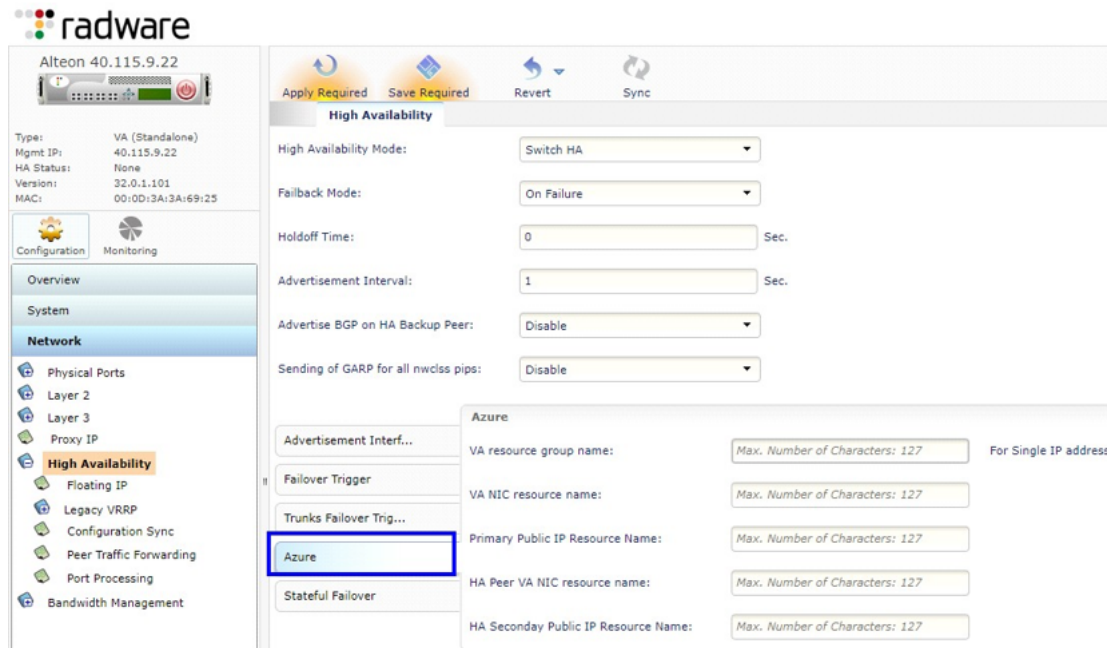 radware
Alteon 40.115.9.22
Type: VA (Standalone)
Mgmt IP: 40.115.9.22
HA Status: None
Version: 32.0.1.101
MAC: 00:0D:3A:3A:69:25
Configuration Monitoring
Overview
System
Network
Physical Ports
Layer 2
Layer 3
Proxy IP
High Availability
Floating IP
Legacy VRRP
Configuration Sync
Peer Traffic Forwarding
Port Processing
Bandwidth Management
Apply Required Save Required Revert Sync
High Availability
High Availability Mode: Switch HA
Failback Mode: On Failure
Holdoff Time: 0 Sec.
Advertisement Interval: 1 Sec.
Advertise BGP on HA Backup Peer: Disable
Sending of GARP for all nwclss pips: Disable
Advertisement Interf...
Failover Trigger
Trunks Failover Trig...
Azure
Stateful Failover
Azure
VA resource group name: Max. Number of Characters: 127 For Single IP address
VA NIC resource name: Max. Number of Characters: 127
Primary Public IP Resource Name: Max. Number of Characters: 127
HA Peer VA NIC resource name: Max. Number of Characters: 127
HA Seconday Public IP Resource Name: Max. Number of Characters: 127